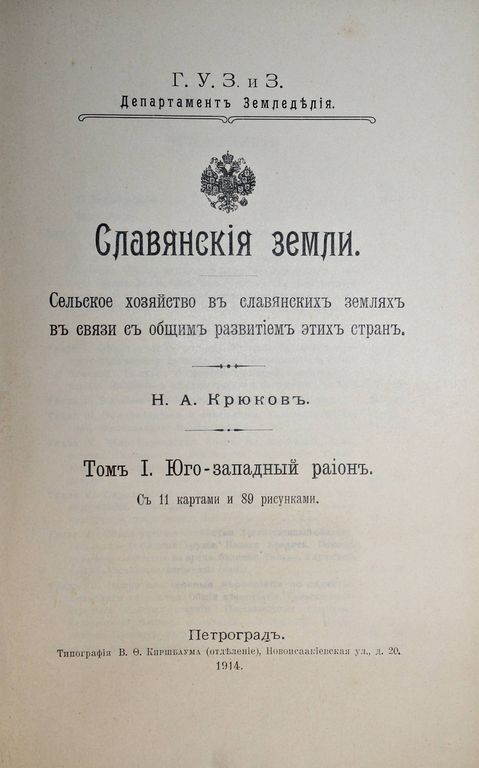 Г. У. З. и З.
Департаментъ Земледѣлія.
Славянскія земли.
Сельское хозяйство въ славянскихъ земляхъ
въ связи съ общимъ развитіемъ этихъ стран.
Н. А. Крюковъ.
Томъ I. Юго-западный раіонъ.
Съ 11 картами и 89 рисунками.
Петроградъ.
Типографія В. Ѳ. Киршбаума (отдѣленіе), Новоисаакіевская ул., д. 20.
1914.